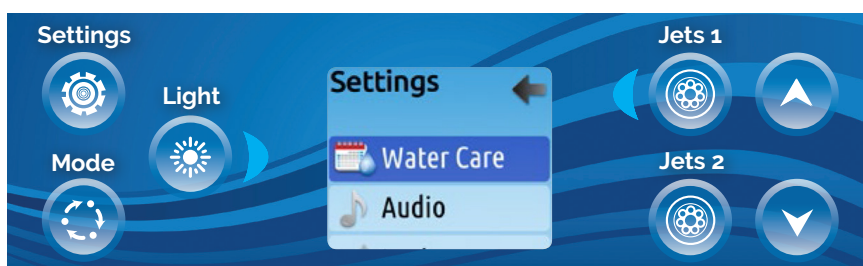 Settings
Light
Mode
Settings
Water Care
Audio
Jets 1
Jets 2